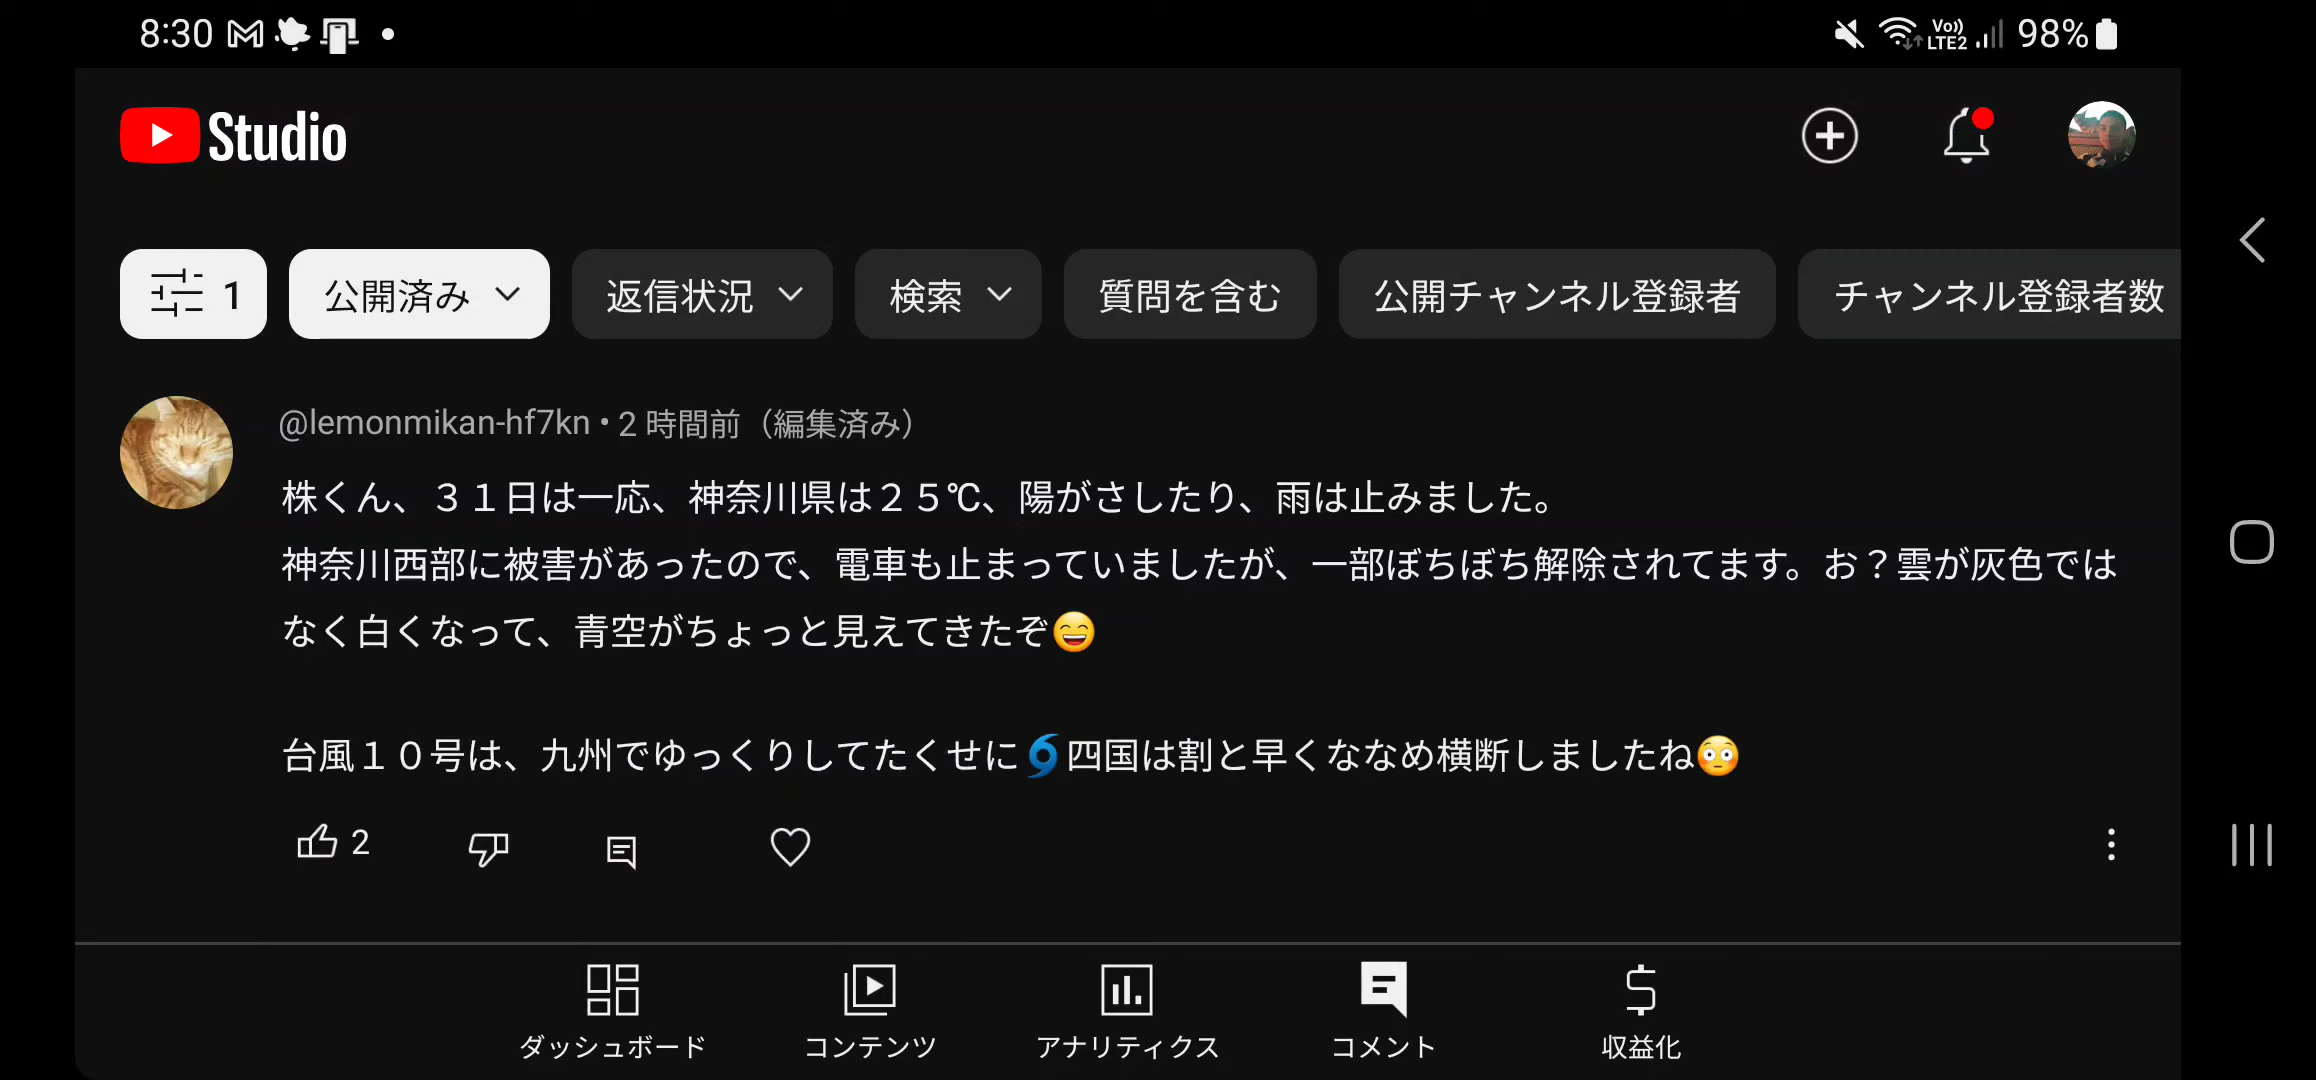 8:30
Vo)) LTE2 98%
Studio
1 公開済み 返信状況 検索 質問を含む 公開チャンネル登録者 チャンネル登録者数
@lemonmikan-hf7kn • 2 時間前（編集済み）
株くん、３１日は一応、神奈川県は２５℃、陽がさしたり、雨は止みました。
神奈川西部に被害があったので、電車も止まっていましたが、一部ぼちぼち解除されてます。お？雲が灰色では
なく白くなって、青空がちょっと見えてきたぞ😄
台風１０号は、九州でゆっくりしてたくせに🌀四国は割と早くななめ横断しましたね😳
2
ダッシュボード コンテンツ アナリティクス コメント 収益化